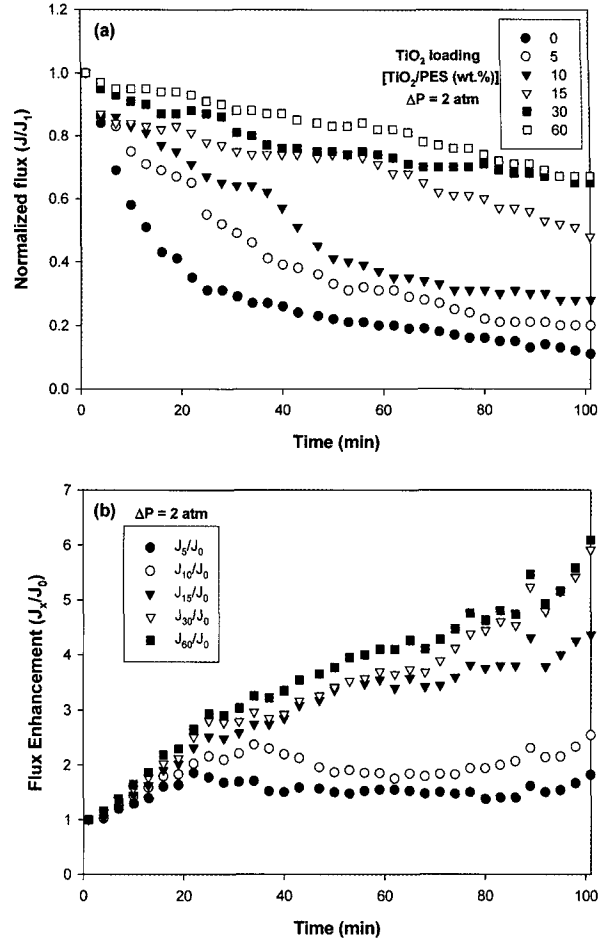 (a)
TiO₂ loading
[TiO₂/PES (wt.%)]
ΔP = 2 atm
0
5
10
15
30
60
Normalized flux (J/J₁)
1.2
1.0
0.8
0.6
0.4
0.2
0.0
0 20 40 60 80 100
Time (min)
(b)
ΔP = 2 atm
J₅/J₀
J₁₀/J₀
J₁₅/J₀
J₃₀/J₀
J₆₀/J₀
Flux Enhancement (Jₓ/J₀)
7
6
5
4
3
2
1
0
0 20 40 60 80 100
Time (min)